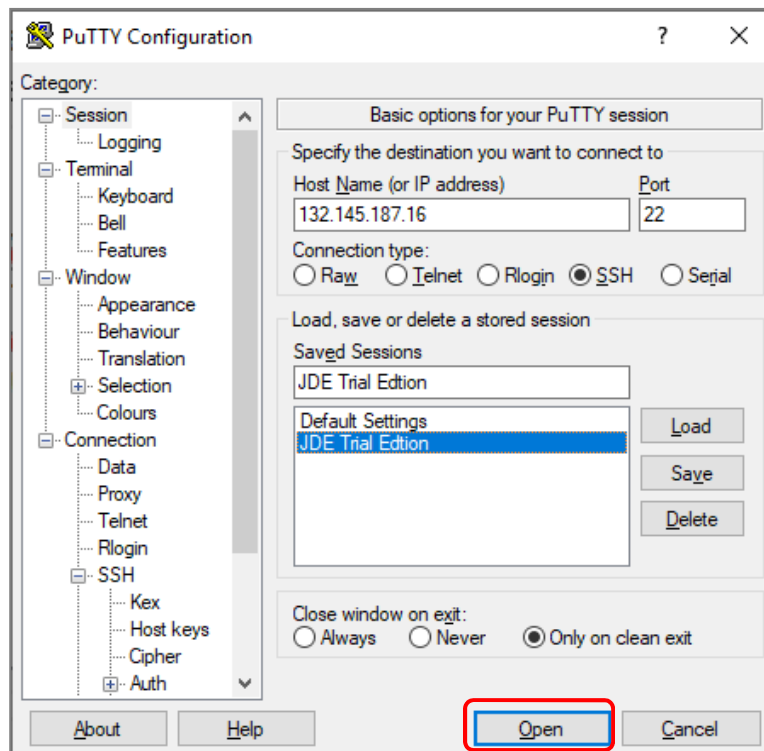 PuTTY Configuration ? ×
Category:
Session
Logging
Terminal
Keyboard
Bell
Features
Window
Appearance
Behaviour
Translation
Selection
Colours
Connection
Data
Proxy
Telnet
Rlogin
SSH
Kex
Host keys
Cipher
Auth
Basic options for your PuTTY session
Specify the destination you want to connect to
Host Name (or IP address) Port
132.145.187.16 22
Connection type:
Raw Telnet Rlogin SSH Serial
Load, save or delete a stored session
Saved Sessions
JDE Trial Edtion
Default Settings
JDE Trial Edtion
Load
Save
Delete
Close window on exit:
Always Never Only on clean exit
About Help Open Cancel